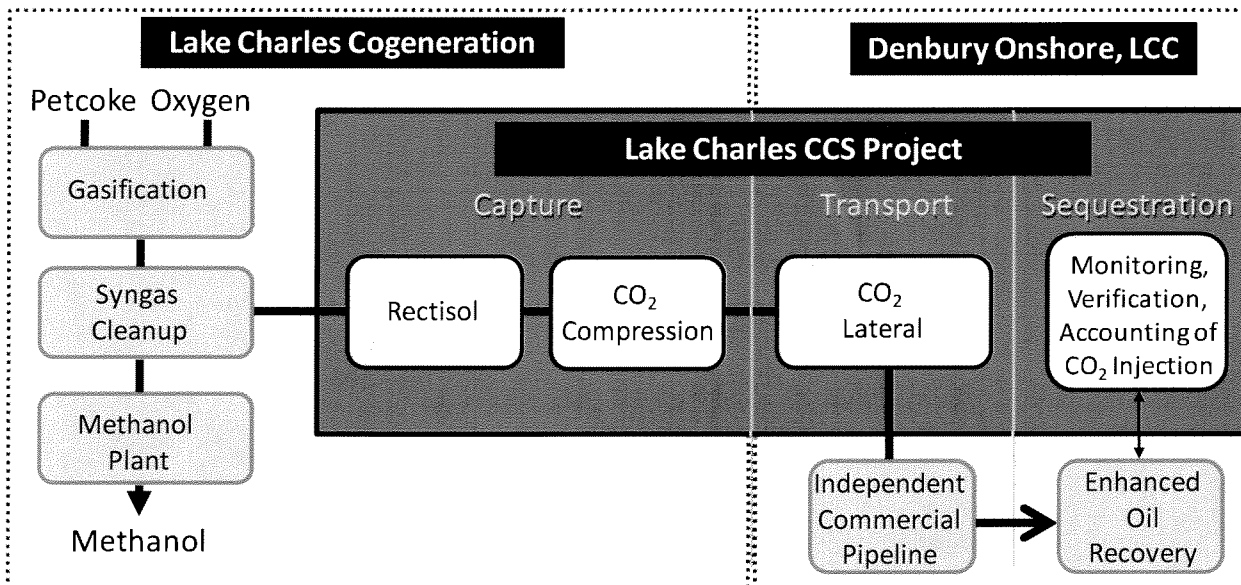 Lake Charles Cogeneration
Denbury Onshore, LCC
Petcoke Oxygen
Gasification
Syngas
Cleanup
Methanol
Plant
Methanol
Lake Charles CCS Project
Capture
Transport
Sequestration
Rectisol
CO₂
Compression
CO₂
Lateral
Monitoring,
Verification,
Accounting of
CO₂ Injection
Independent
Commercial
Pipeline
Enhanced
Oil
Recovery